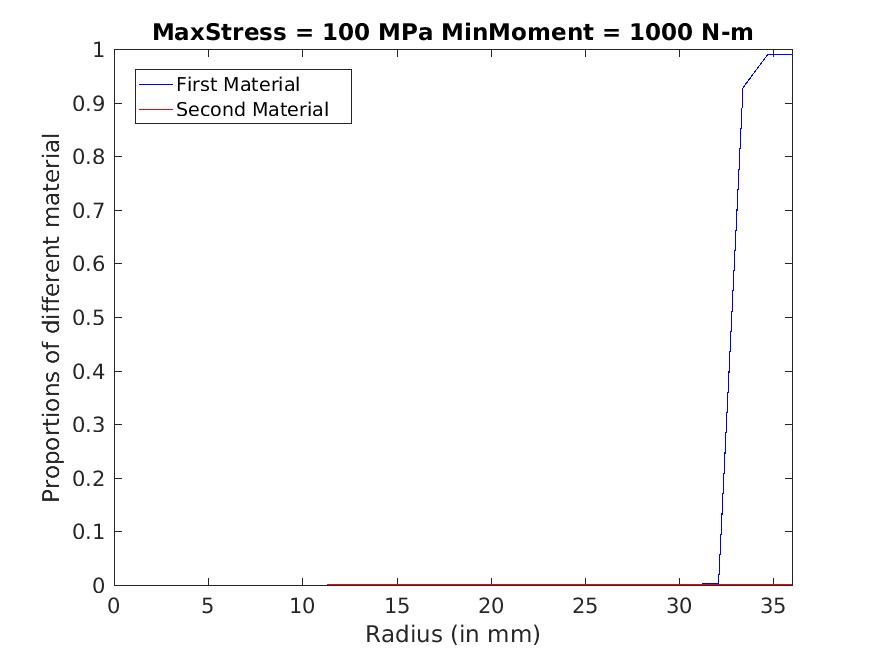 MaxStress = 100 MPa MinMoment = 1000 N-m
First Material
Second Material
Proportions of different material
1
0.9
0.8
0.7
0.6
0.5
0.4
0.3
0.2
0.1
0
0 5 10 15 20 25 30 35
Radius (in mm)